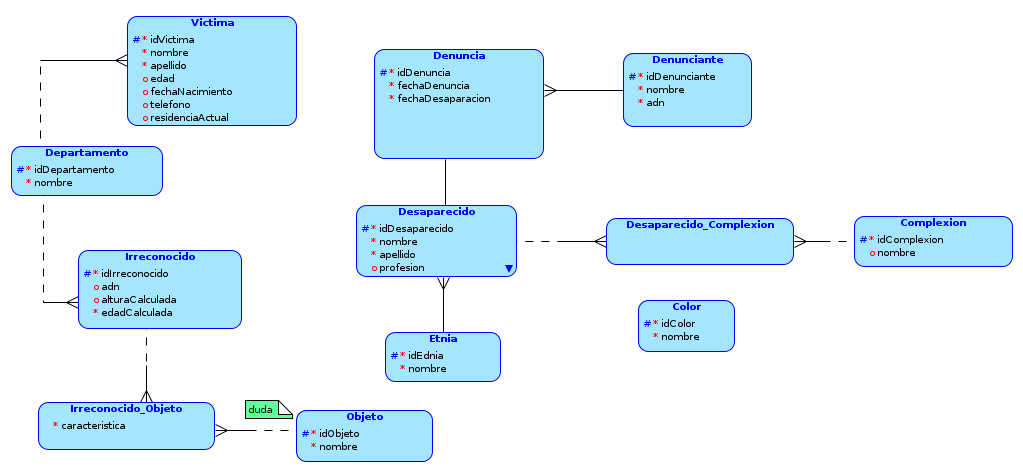 Victima
#* idVictima
* nombre
* apellido
o edad
o fechaNacimiento
o telefono
o residenciaActual
Departamento
#* idDepartamento
* nombre
Irreconocido
#* idIrreconocido
o adn
o alturaCalculada
* edadCalculada
Irreconocido_Objeto
* caracteristica
duda
Objeto
#* idObjeto
* nombre
Denuncia
#* idDenuncia
* fechaDenuncia
* fechaDesaparacion
Denunciante
#* idDenunciante
* nombre
* adn
Desaparecido
#* idDesaparecido
* nombre
* apellido
o profesion
Desaparecido_Complexion
Complexion
#* idComplexion
o nombre
Etnia
#* idEdnia
* nombre
Color
#* idColor
* nombre